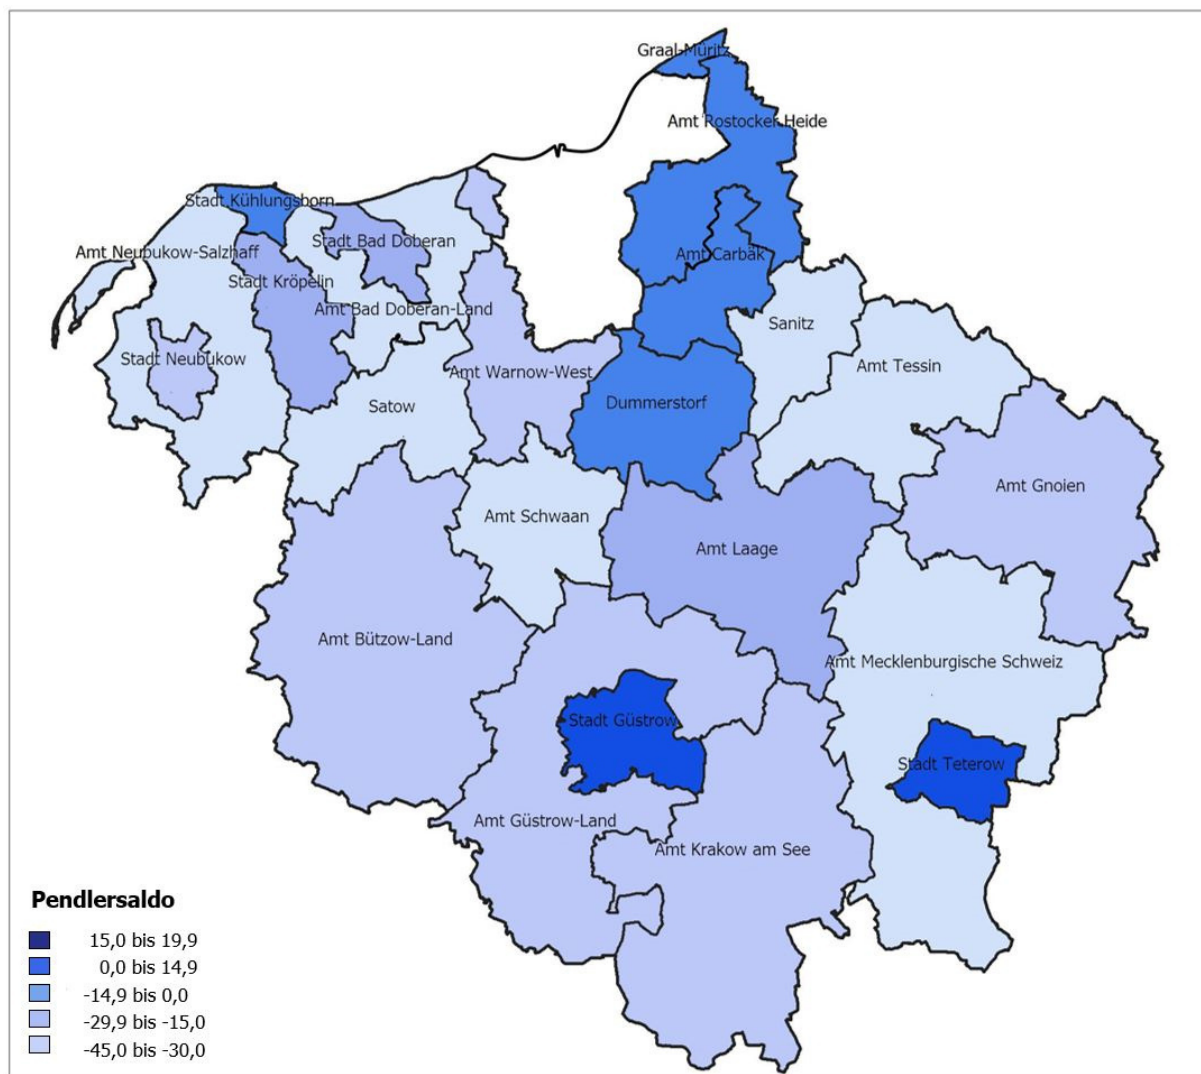 Graal-Müritz
Amt Rostocker Heide
Stadt Kühlungsborn
Stadt Bad Doberan
Amt Neubukow-Salzhaff
Amt Carbäk
Stadt Kröpelin
Amt Bad Doberan-Land
Sanitz
Stadt Neubukow
Amt Tessin
Amt Warnow-West
Satow
Dummerstorf
Amt Gnoien
Amt Schwaan
Amt Laage
Amt Bützow-Land
Amt Mecklenburgische Schweiz
Stadt Güstrow
Stadt Teterow
Amt Güstrow-Land
Amt Krakow am See
Pendlersaldo
15,0 bis 19,9
0,0 bis 14,9
-14,9 bis 0,0
-29,9 bis -15,0
-45,0 bis -30,0